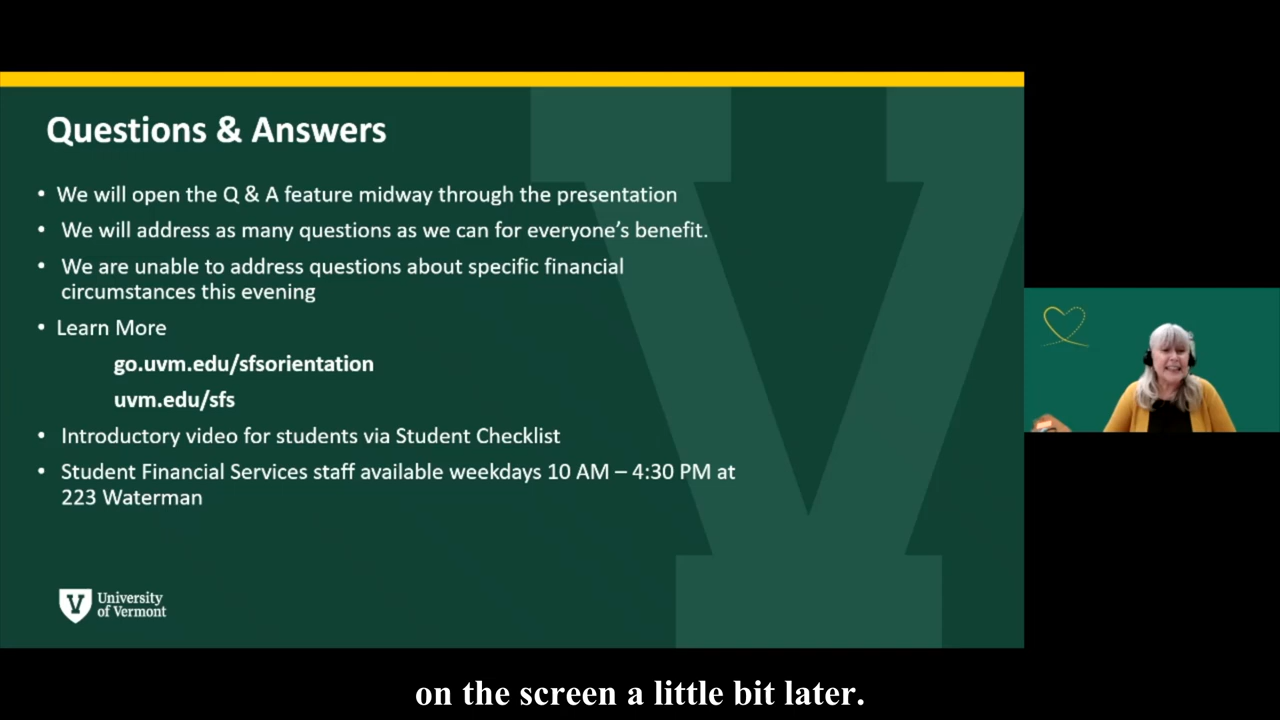 Questions & Answers
• We will open the Q & A feature midway through the presentation
• We will address as many questions as we can for everyone’s benefit.
• We are unable to address questions about specific financial
circumstances this evening
• Learn More
go.uvm.edu/sfsorientation
uvm.edu/sfs
• Introductory video for students via Student Checklist
• Student Financial Services staff available weekdays 10 AM – 4:30 PM at
223 Waterman
V University
of Vermont
on the screen a little bit later.